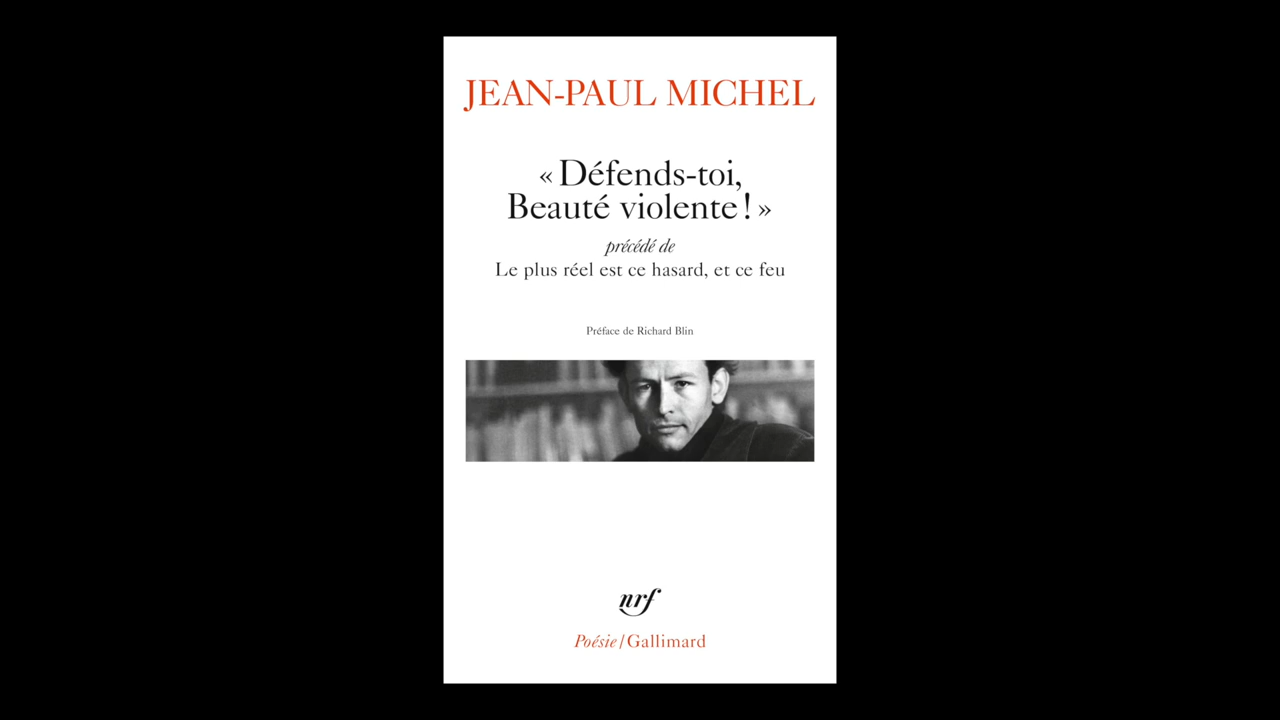 JEAN-PAUL MICHEL
« Défends-toi,
Beauté violente ! »
précédé de
Le plus réel est ce hasard, et ce feu
Préface de Richard Blin
nrf
Poésie / Gallimard